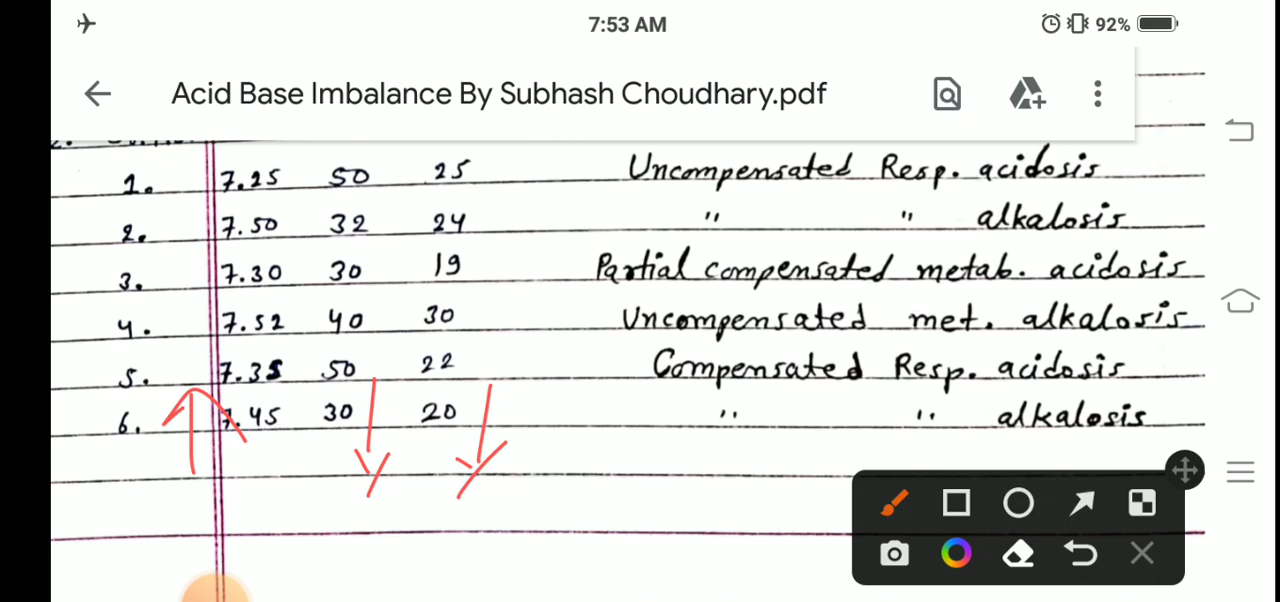 7:53 AM
92%
Acid Base Imbalance By Subhash Choudhary.pdf
1. 7.25 50 25 Uncompensated Resp. acidosis
2. 7.50 32 24 " " alkalosis
3. 7.30 30 19 Partial compensated metab. acidosis
4. 7.52 40 30 Uncompensated met. alkalosis
5. 7.35 50 22 Compensated Resp. acidosis
6. 7.45 30 20 " " alkalosis